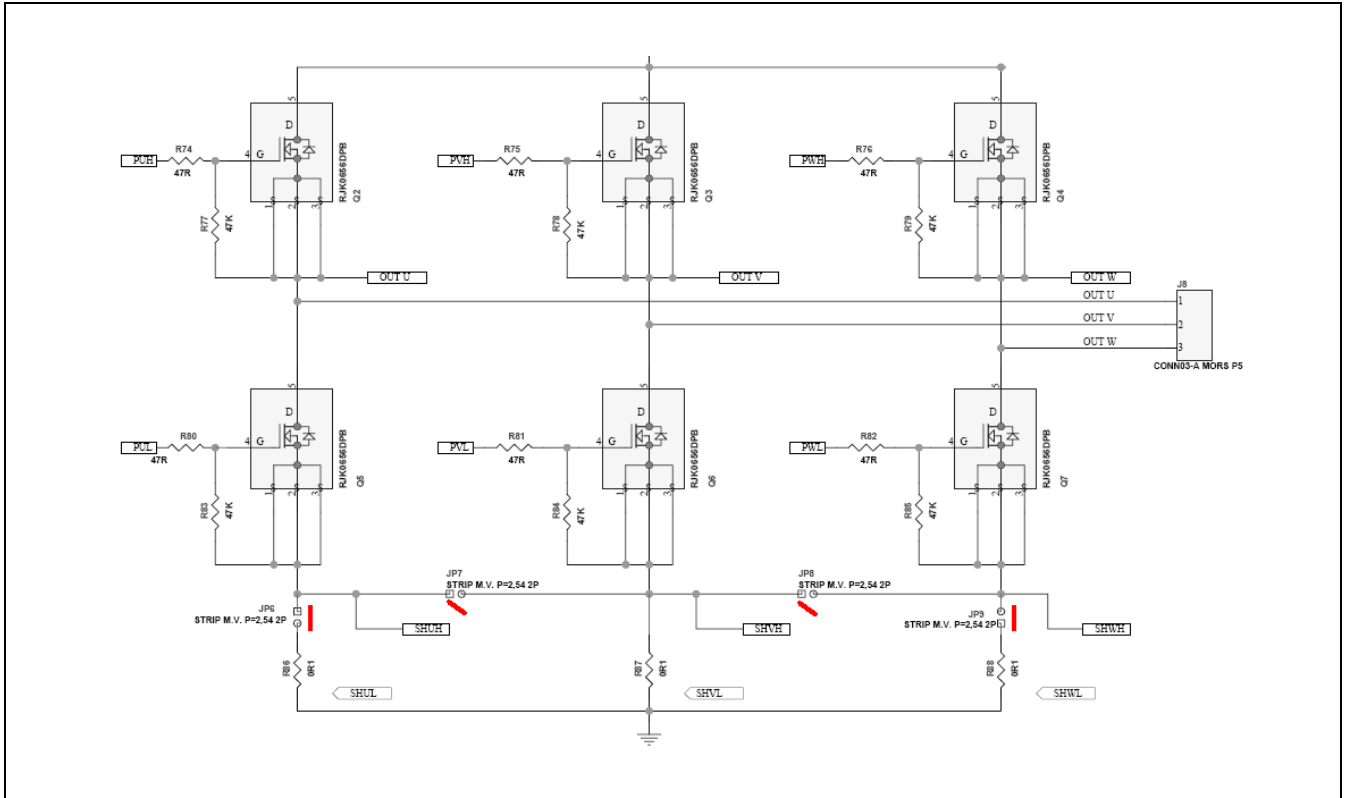 5
5
5
D
D
D
PUH
R74
47R
4
G
PVH
R75
47R
4
G
PWH
R76
47R
4
G
RJK0656DPB
Q2
RJK0656DPB
Q3
RJK0656DPB
Q4
1 S 2 S 3 S
1 S 2 S 3 S
1 S 2 S 3 S
R77
47K
R78
47K
R79
47K
OUT U
OUT V
OUT W
J8
OUT U
1
OUT V
2
OUT W
3
CONN03-A MORS P5
5
5
5
D
D
D
PUL
R80
47R
4
G
PVL
R81
47R
4
G
PWL
R82
47R
4
G
RJK0656DPB
Q5
RJK0656DPB
Q6
RJK0656DPB
Q7
1 S 2 S 3 S
1 S 2 S 3 S
1 S 2 S 3 S
R83
47K
R84
47K
R85
47K
JP7
STRIP M.V. P=2,54 2P
JP8
STRIP M.V. P=2,54 2P
JP6
STRIP M.V. P=2,54 2P
JP9
STRIP M.V. P=2,54 2P
SHUH
SHVH
SHWH
R86
0R1
R87
0R1
R88
0R1
SHUL
SHVL
SHWL